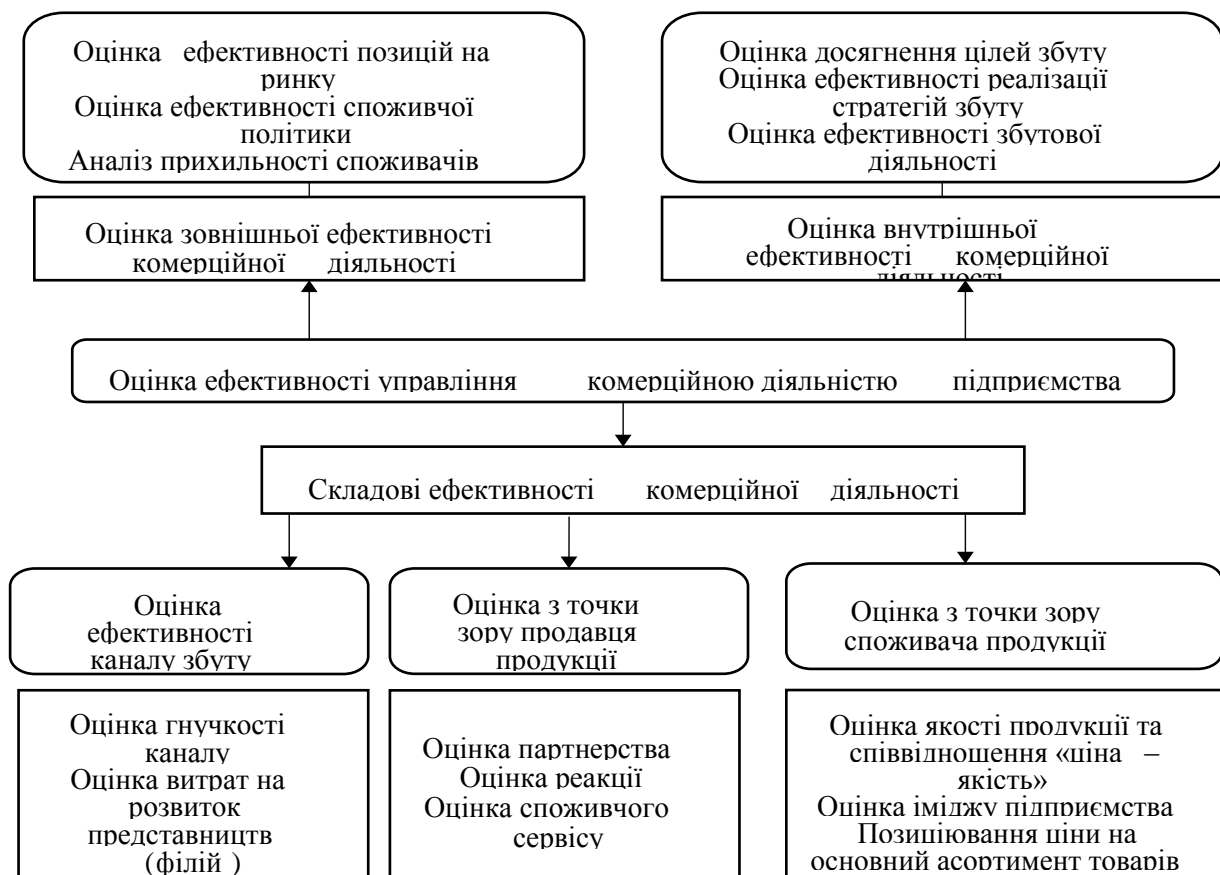 Оцінка ефективності позицій на
ринку
Оцінка ефективності споживчої
політики
Аналіз прихильності споживачів
Оцінка досягнення цілей збуту
Оцінка ефективності реалізації
стратегій збуту
Оцінка ефективності збутової
діяльності
Оцінка зовнішньої ефективності
комерційної діяльності
Оцінка внутрішньої
ефективності комерційної
діяльності
Оцінка ефективності управління комерційною діяльністю підприємства
Складові ефективності комерційної діяльності
Оцінка
ефективності
каналу збуту
Оцінка з точки
зору продавця
продукції
Оцінка з точки зору
споживача продукції
Оцінка гнучкості
каналу
Оцінка витрат на
розвиток
представництв
(філій )
Оцінка партнерства
Оцінка реакції
Оцінка споживчого
сервісу
Оцінка якості продукції та
співвідношення «ціна –
якість»
Оцінка іміджу підприємства
Позиціювання ціни на
основний асортимент товарів